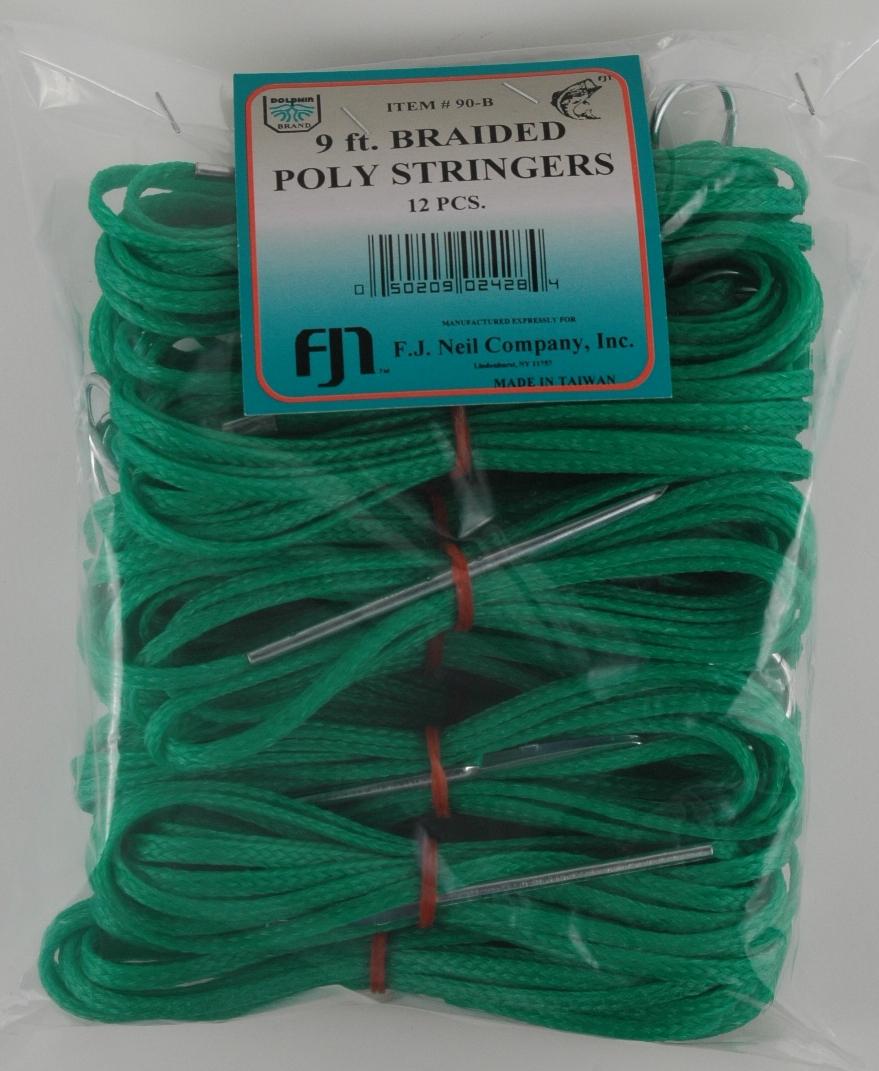 DOLPHIN
BRAND
ITEM # 90-B
FJN
9 ft. BRAIDED
POLY STRINGERS
12 PCS.
0 50209 02428 4
MANUFACTURED EXPRESSLY FOR
FJN TM
F.J. Neil Company, Inc.
Lindenhurst, NY 11757
MADE IN TAIWAN